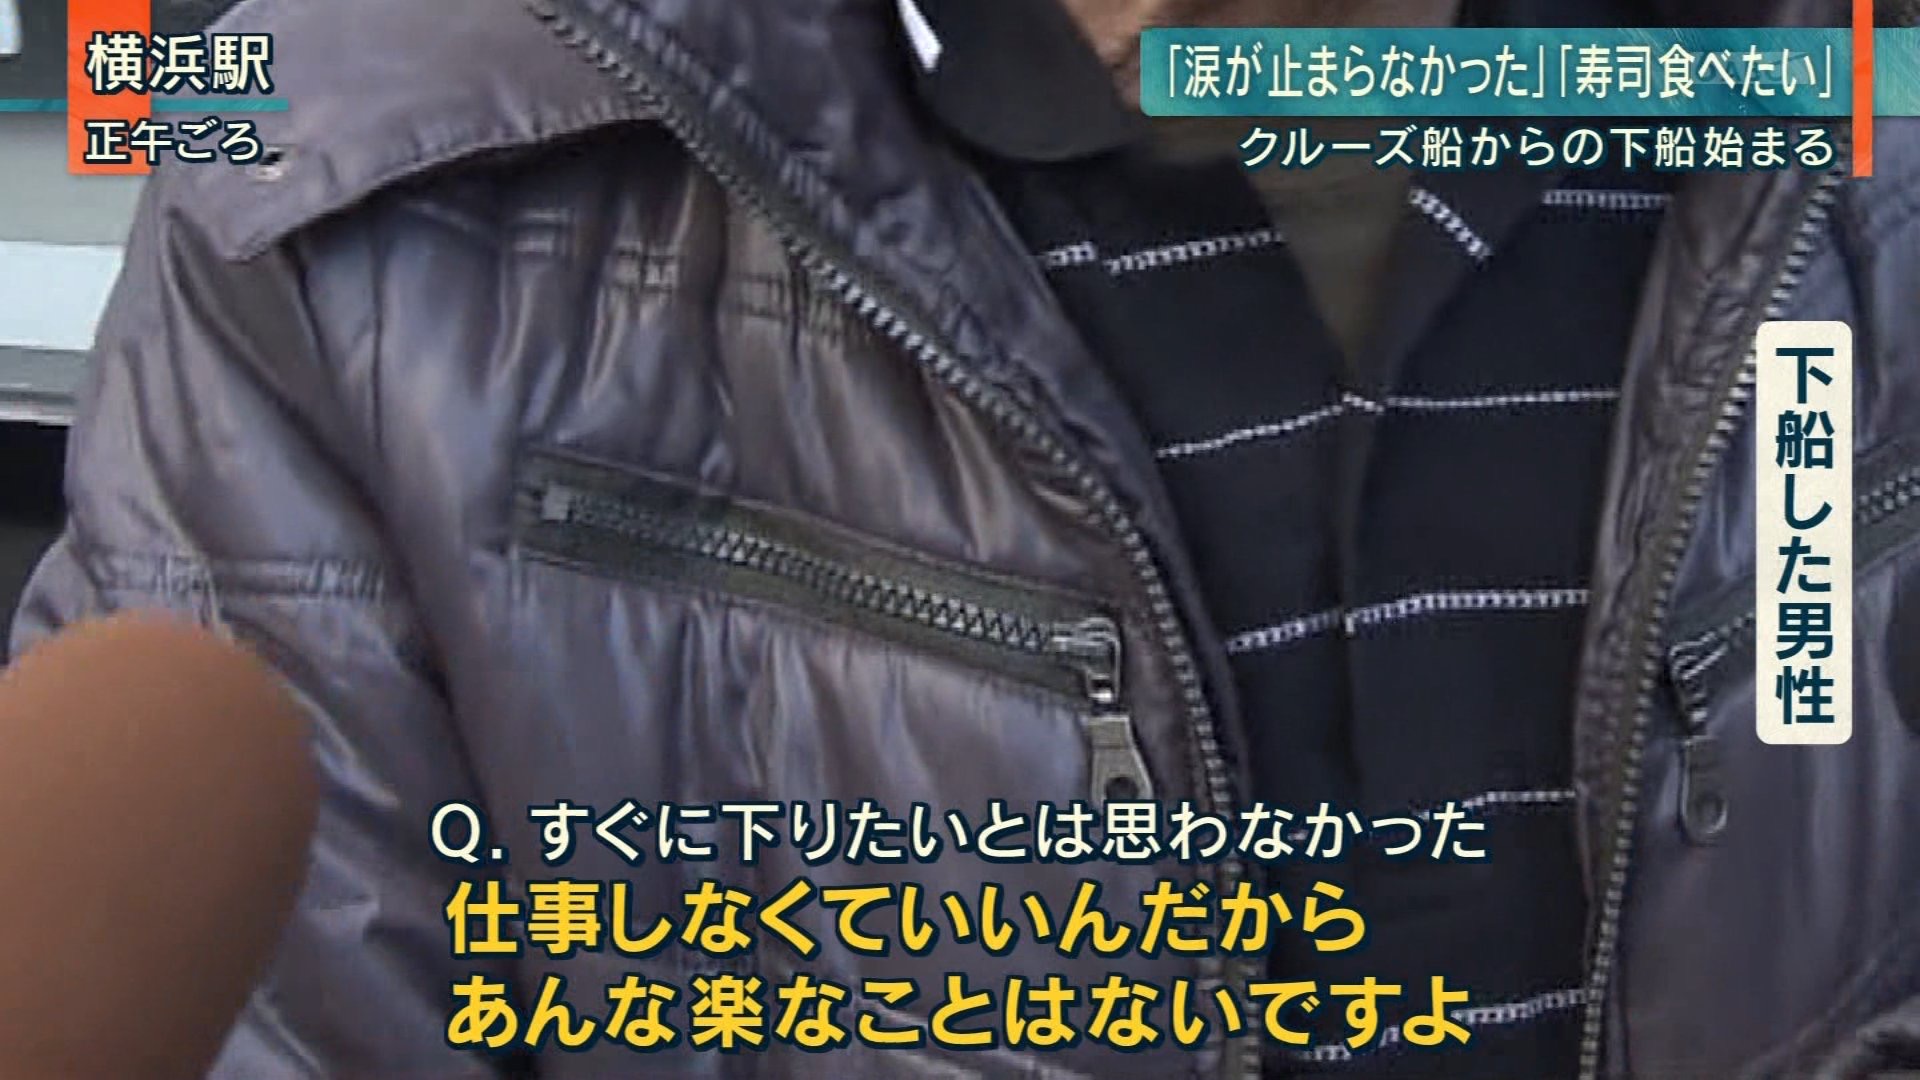 横浜駅
正午ごろ
「涙が止まらなかった」「寿司食べたい」
クルーズ船からの下船始まる
下船した男性
Q. すぐに下りたいとは思わなかった
仕事しなくていいんだから
あんな楽なことはないですよ